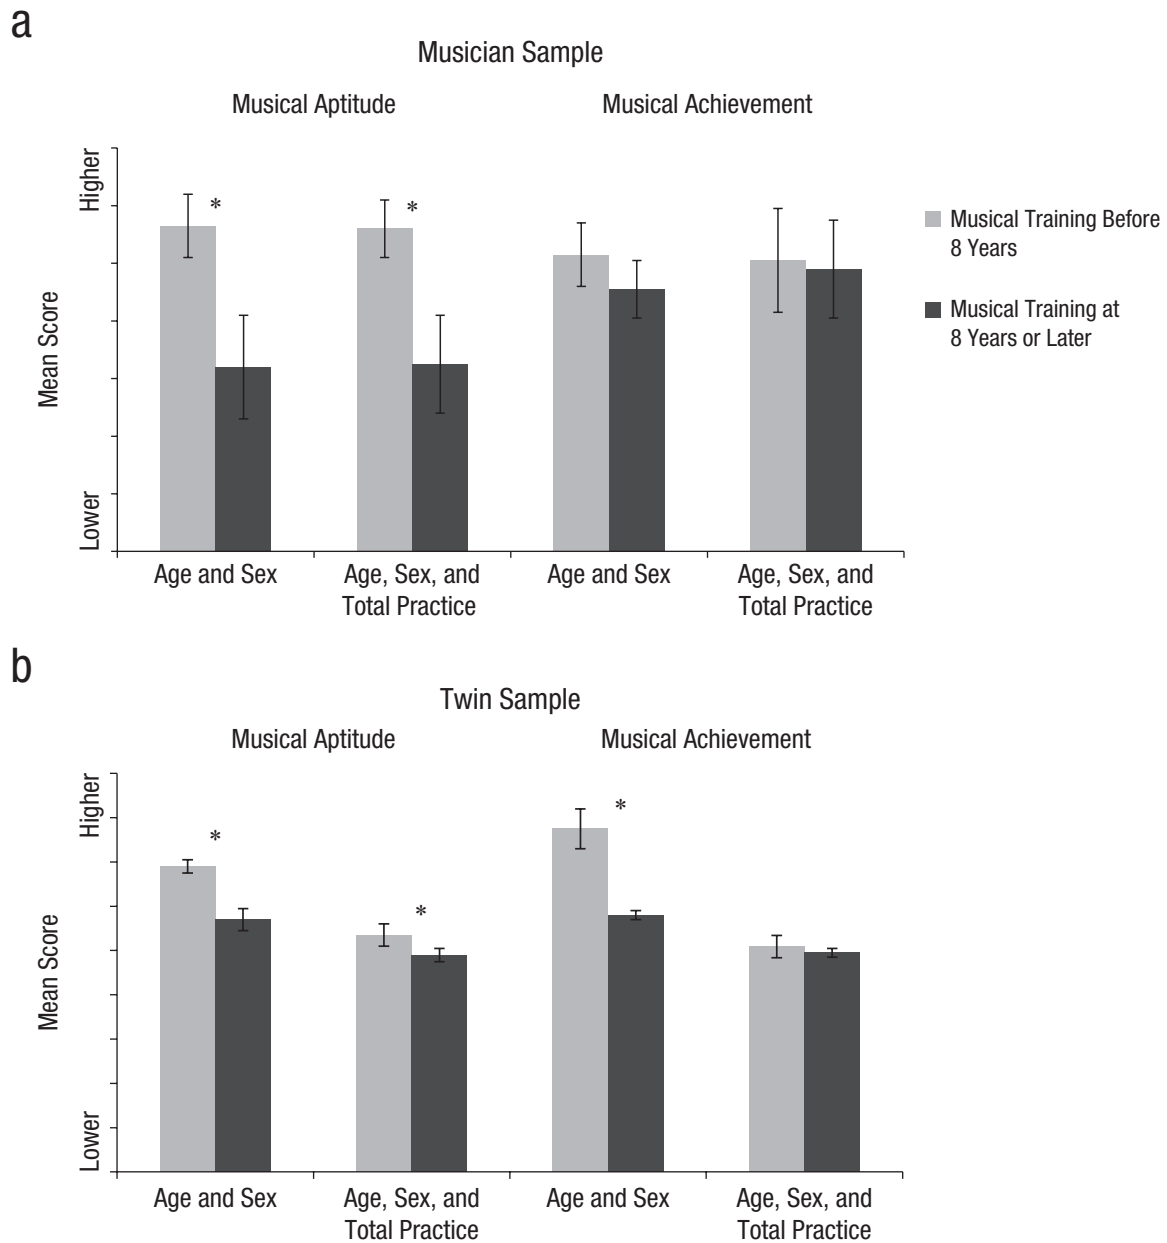 a
Musician Sample
Musical Aptitude
Musical Achievement
Higher
Mean Score
Lower
*
*
Musical Training Before
8 Years
Musical Training at
8 Years or Later
Age and Sex
Age, Sex, and
Total Practice
Age and Sex
Age, Sex, and
Total Practice
b
Twin Sample
Musical Aptitude
Musical Achievement
Higher
Mean Score
Lower
*
*
*
Age and Sex
Age, Sex, and
Total Practice
Age and Sex
Age, Sex, and
Total Practice